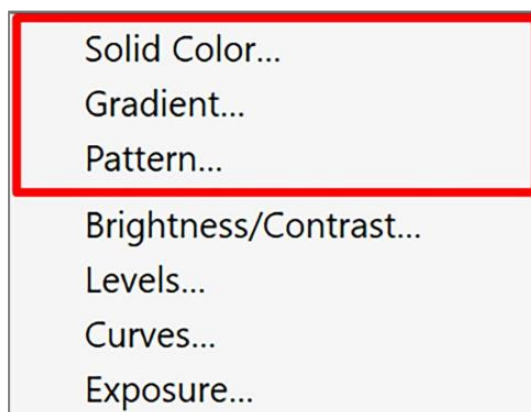 Solid Color...
Gradient...
Pattern...
Brightness/Contrast...
Levels...
Curves...
Exposure...